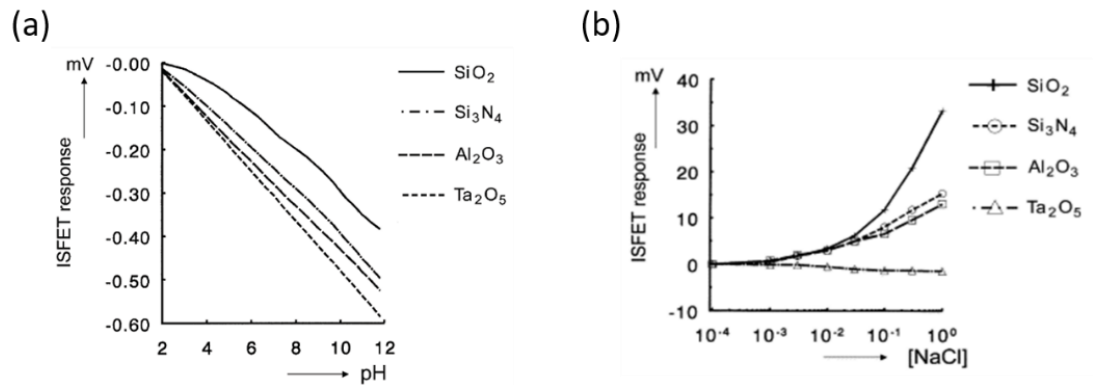 (a)
mV
-0.00
-0.10
-0.20
-0.30
-0.40
-0.50
-0.60
ISFET response
2 4 6 8 10 12
pH
SiO₂
Si₃N₄
Al₂O₃
Ta₂O₅
(b)
mV
40
30
20
10
0
-10
ISFET response
10⁻⁴ 10⁻³ 10⁻² 10⁻¹ 10⁰
[NaCl]
SiO₂
Si₃N₄
Al₂O₃
Ta₂O₅